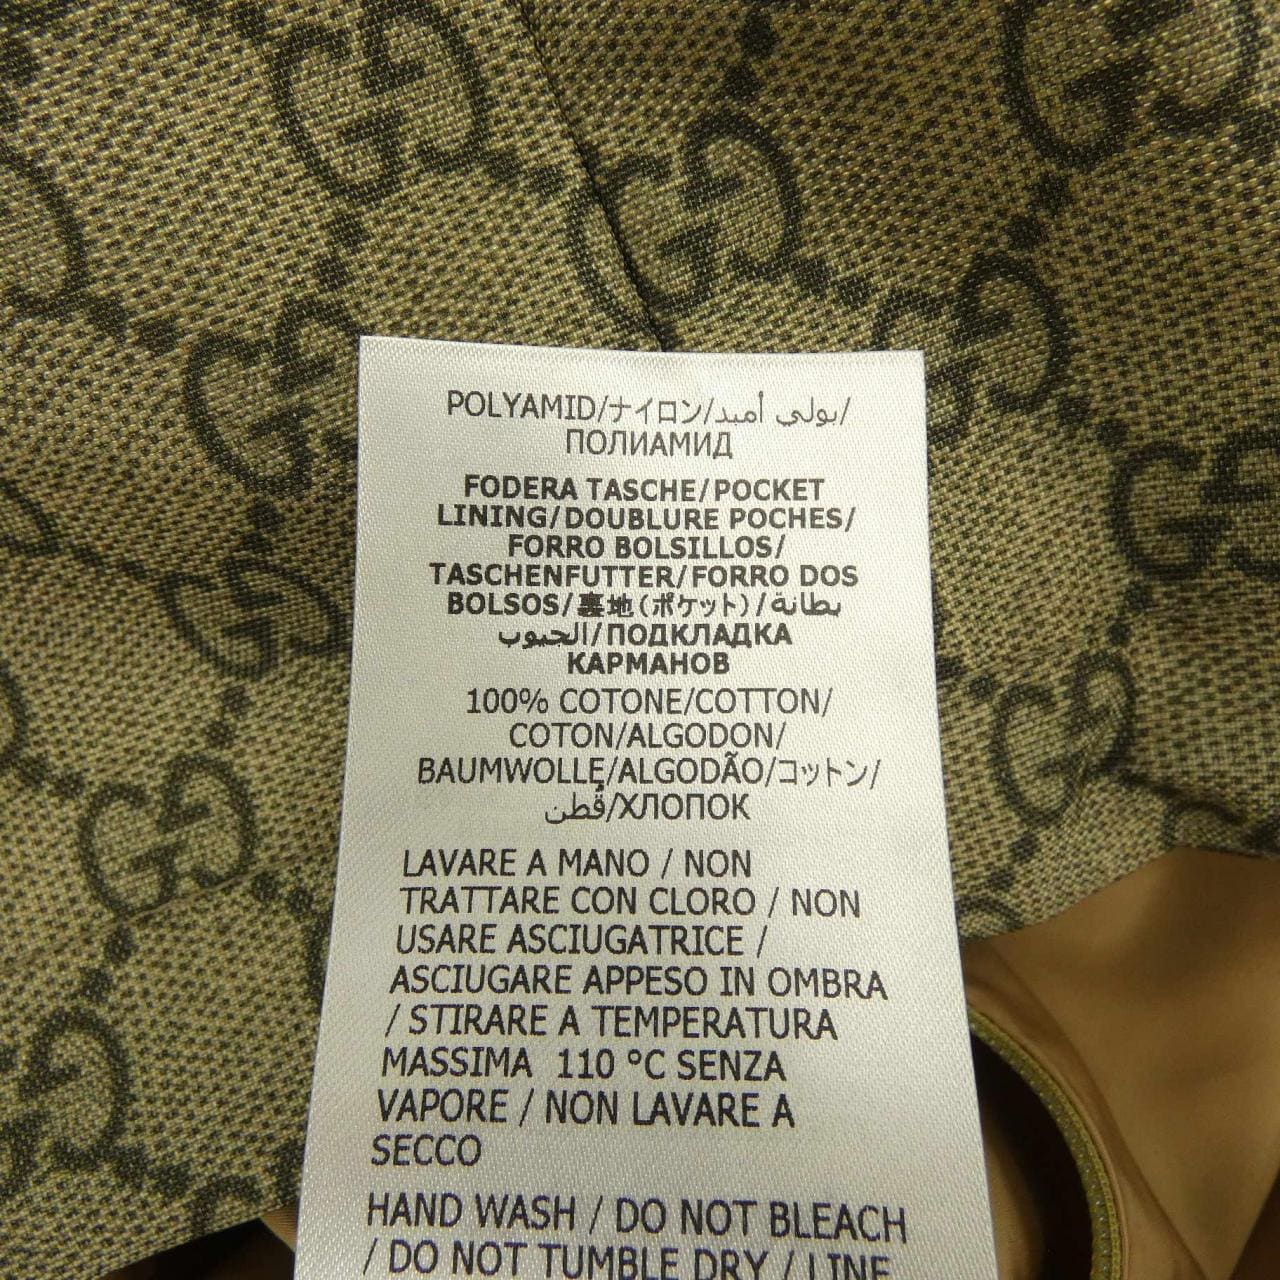 POLYAMID/ナイロン/بولي أميد/
ПОЛИАМИД
FODERA TASCHE/POCKET
LINING/DOUBLURE POCHES/
FORRO BOLSILLOS/
TASCHENFUTTER/FORRO DOS
BOLSOS/裏地(ポケット)/بطانة
الجيوب/ПОДКЛАДКА
КАРМАНОВ
100% COTONE/COTTON/
COTON/ALGODON/
BAUMWOLLE/ALGODÃO/コットン/
قُطن/ХЛОПОК
LAVARE A MANO / NON
TRATTARE CON CLORO / NON
USARE ASCIUGATRICE /
ASCIUGARE APPESO IN OMBRA
/ STIRARE A TEMPERATURA
MASSIMA 110 °C SENZA
VAPORE / NON LAVARE A
SECCO
HAND WASH / DO NOT BLEACH
/ DO NOT TUMBLE DRY / LINE